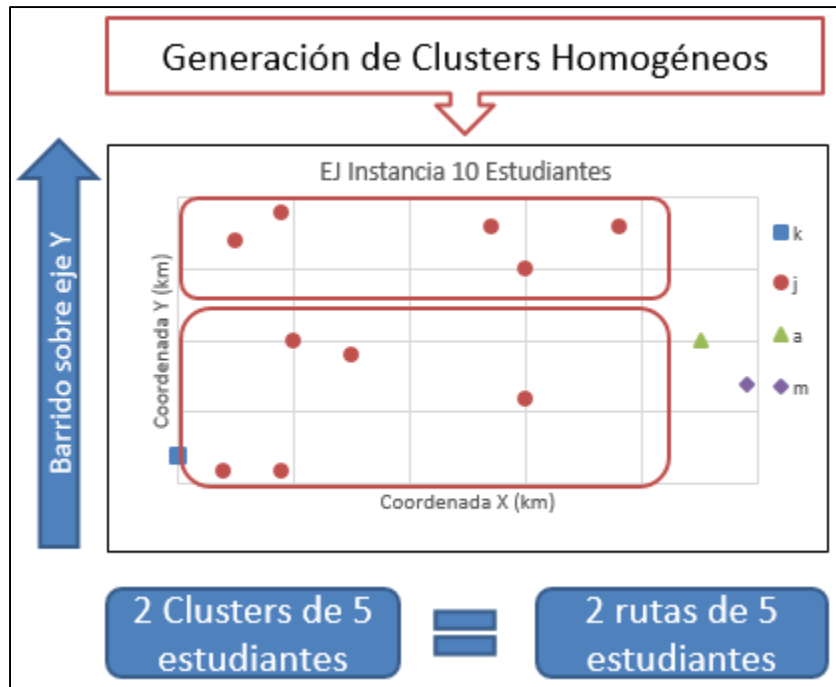 Generación de Clusters Homogéneos
EJ Instancia 10 Estudiantes
Barrido sobre eje Y
Coordenada Y (km)
k
j
a
m
Coordenada X (km)
2 Clusters de 5
estudiantes
2 rutas de 5
estudiantes